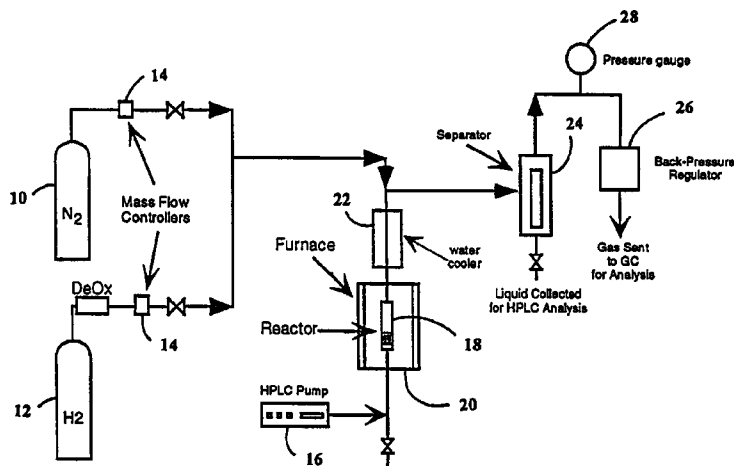 28
Pressure gauge
14
26
Separator
24
Back-Pressure
Regulator
10
N2
Mass Flow
Controllers
22
water
cooler
Gas Sent
to GC
for Analysis
Furnace
DeOx
Liquid Collected
for HPLC Analysis
14
Reactor
18
12
H2
HPLC Pump
20
16